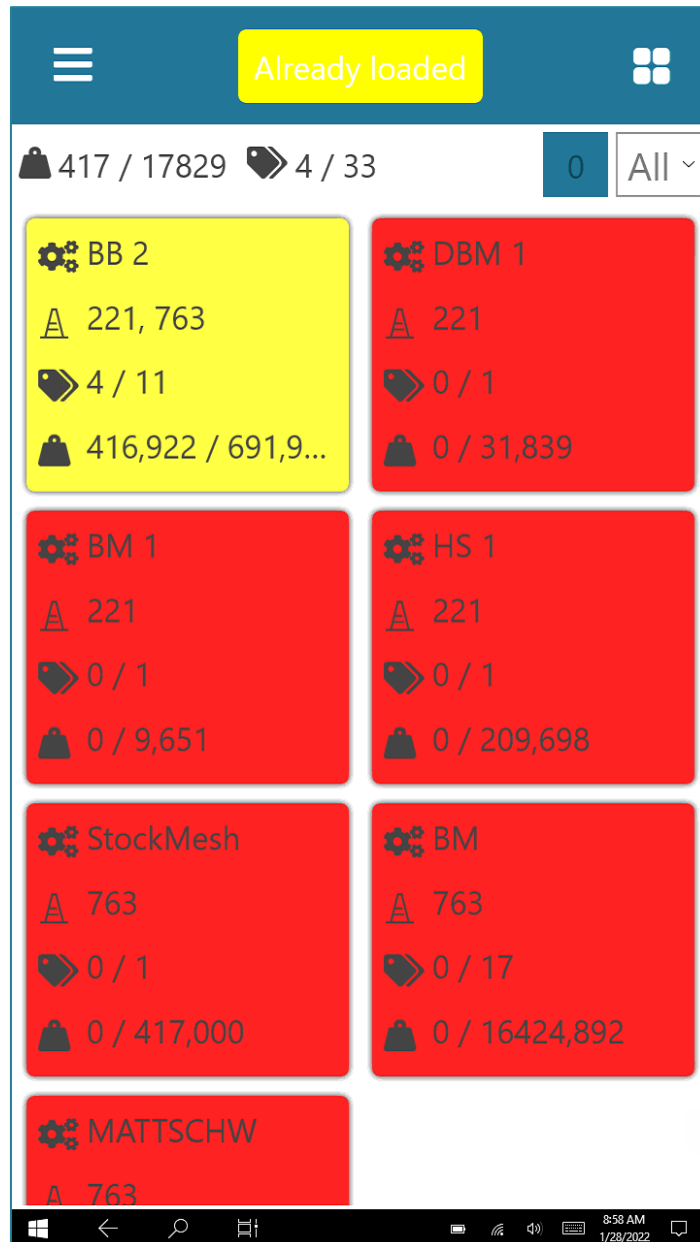 Already loaded
417 / 17829 4 / 33 0 All
BB 2
221, 763
4 / 11
416,922 / 691,9...
DBM 1
221
0 / 1
0 / 31,839
BM 1
221
0 / 1
0 / 9,651
HS 1
221
0 / 1
0 / 209,698
StockMesh
763
0 / 1
0 / 417,000
BM
763
0 / 17
0 / 16424,892
MATTSCHW
763
8:58 AM
1/28/2022